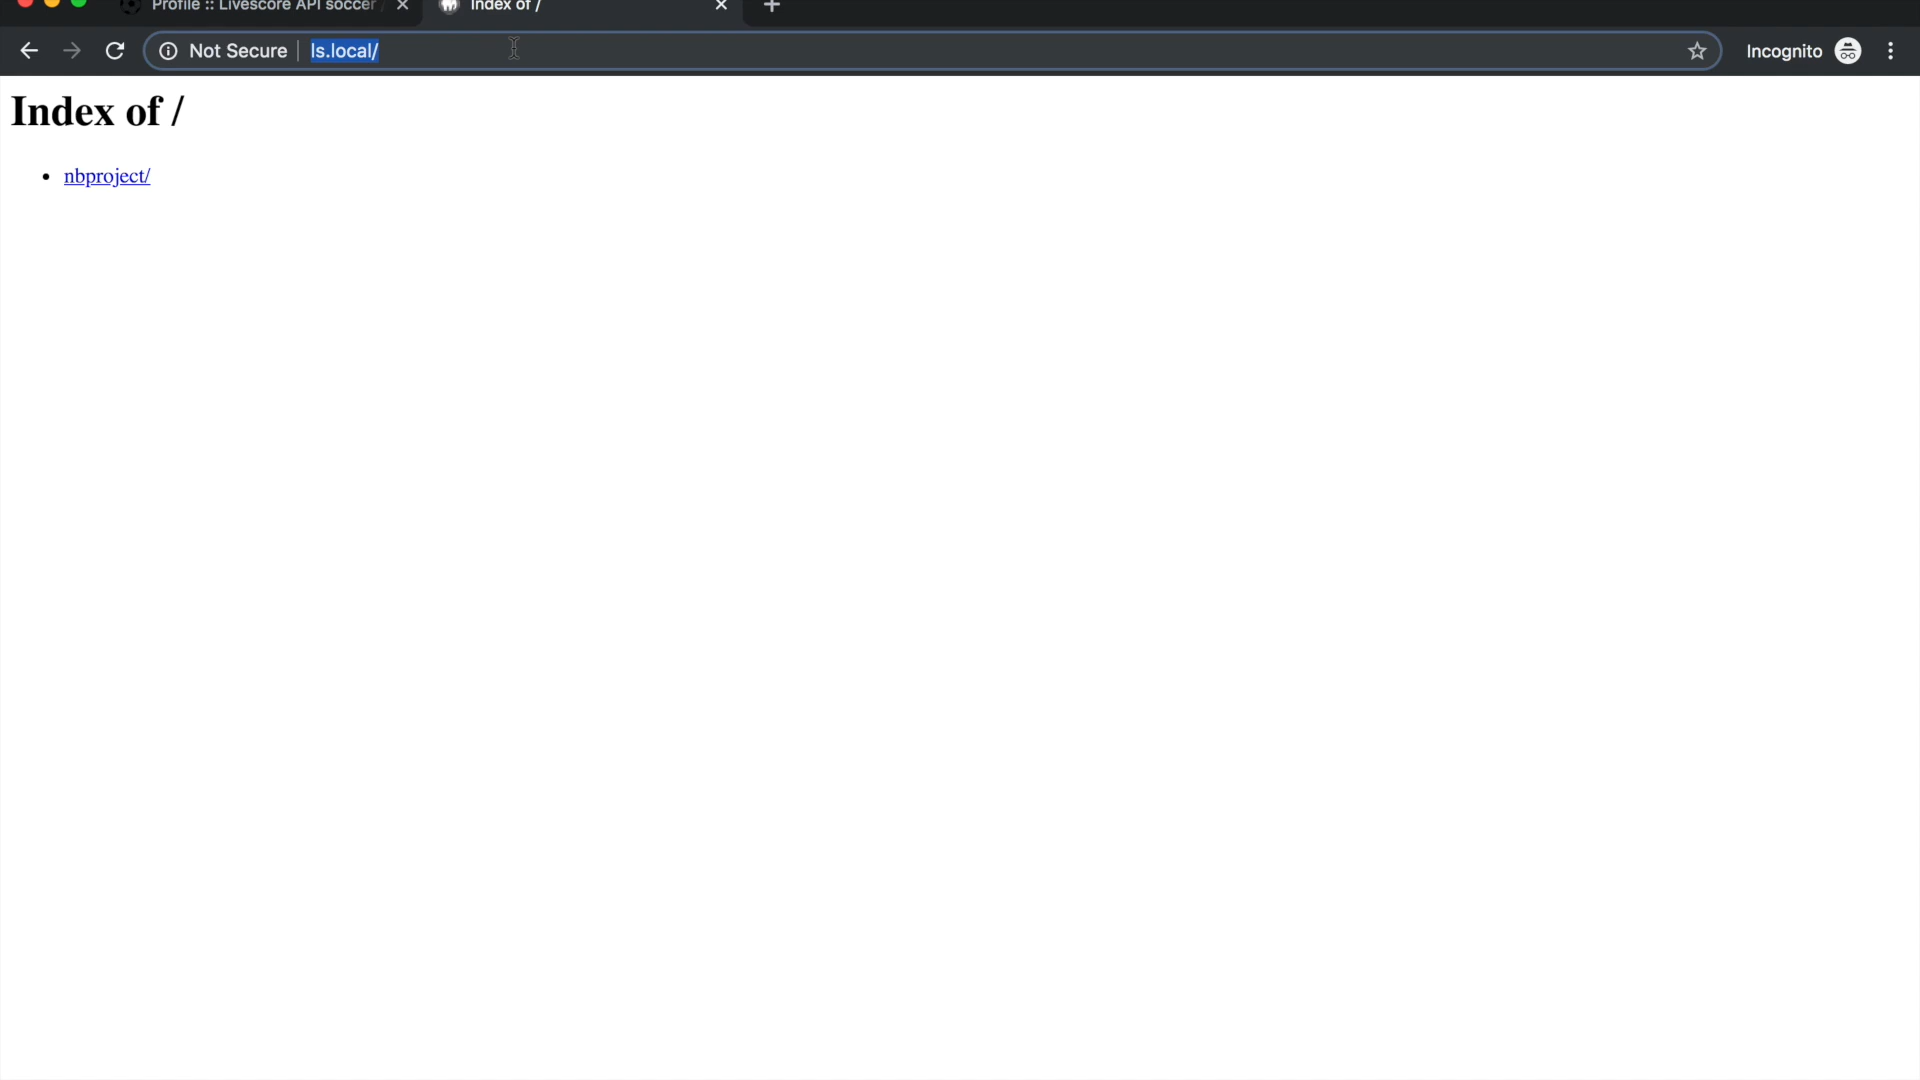 Profile :: Livescore API soccer
Index of /
Not Secure
ls.local/
Incognito
Index of /
nbproject/